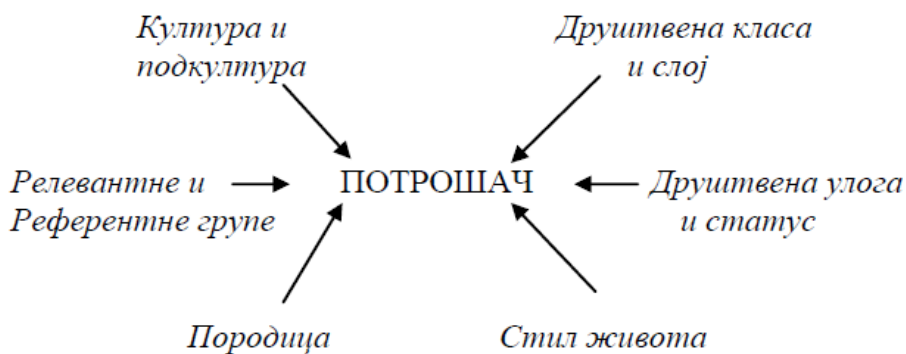 Култура и
подкултура
Друштвена класа
и слој
Релевантне и
Референтне групе
ПОТРОШАЧ
Друштвена улога
и статус
Породица
Стил живота